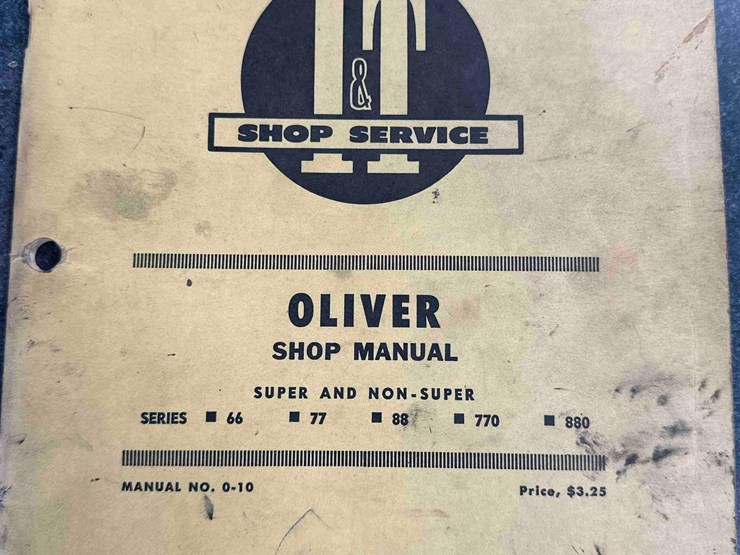 I&T
SHOP SERVICE
OLIVER
SHOP MANUAL
SUPER AND NON-SUPER
SERIES ■ 66 ■ 77 ■ 88 ■ 770 ■ 880
MANUAL NO. O-10 Price, $3.25